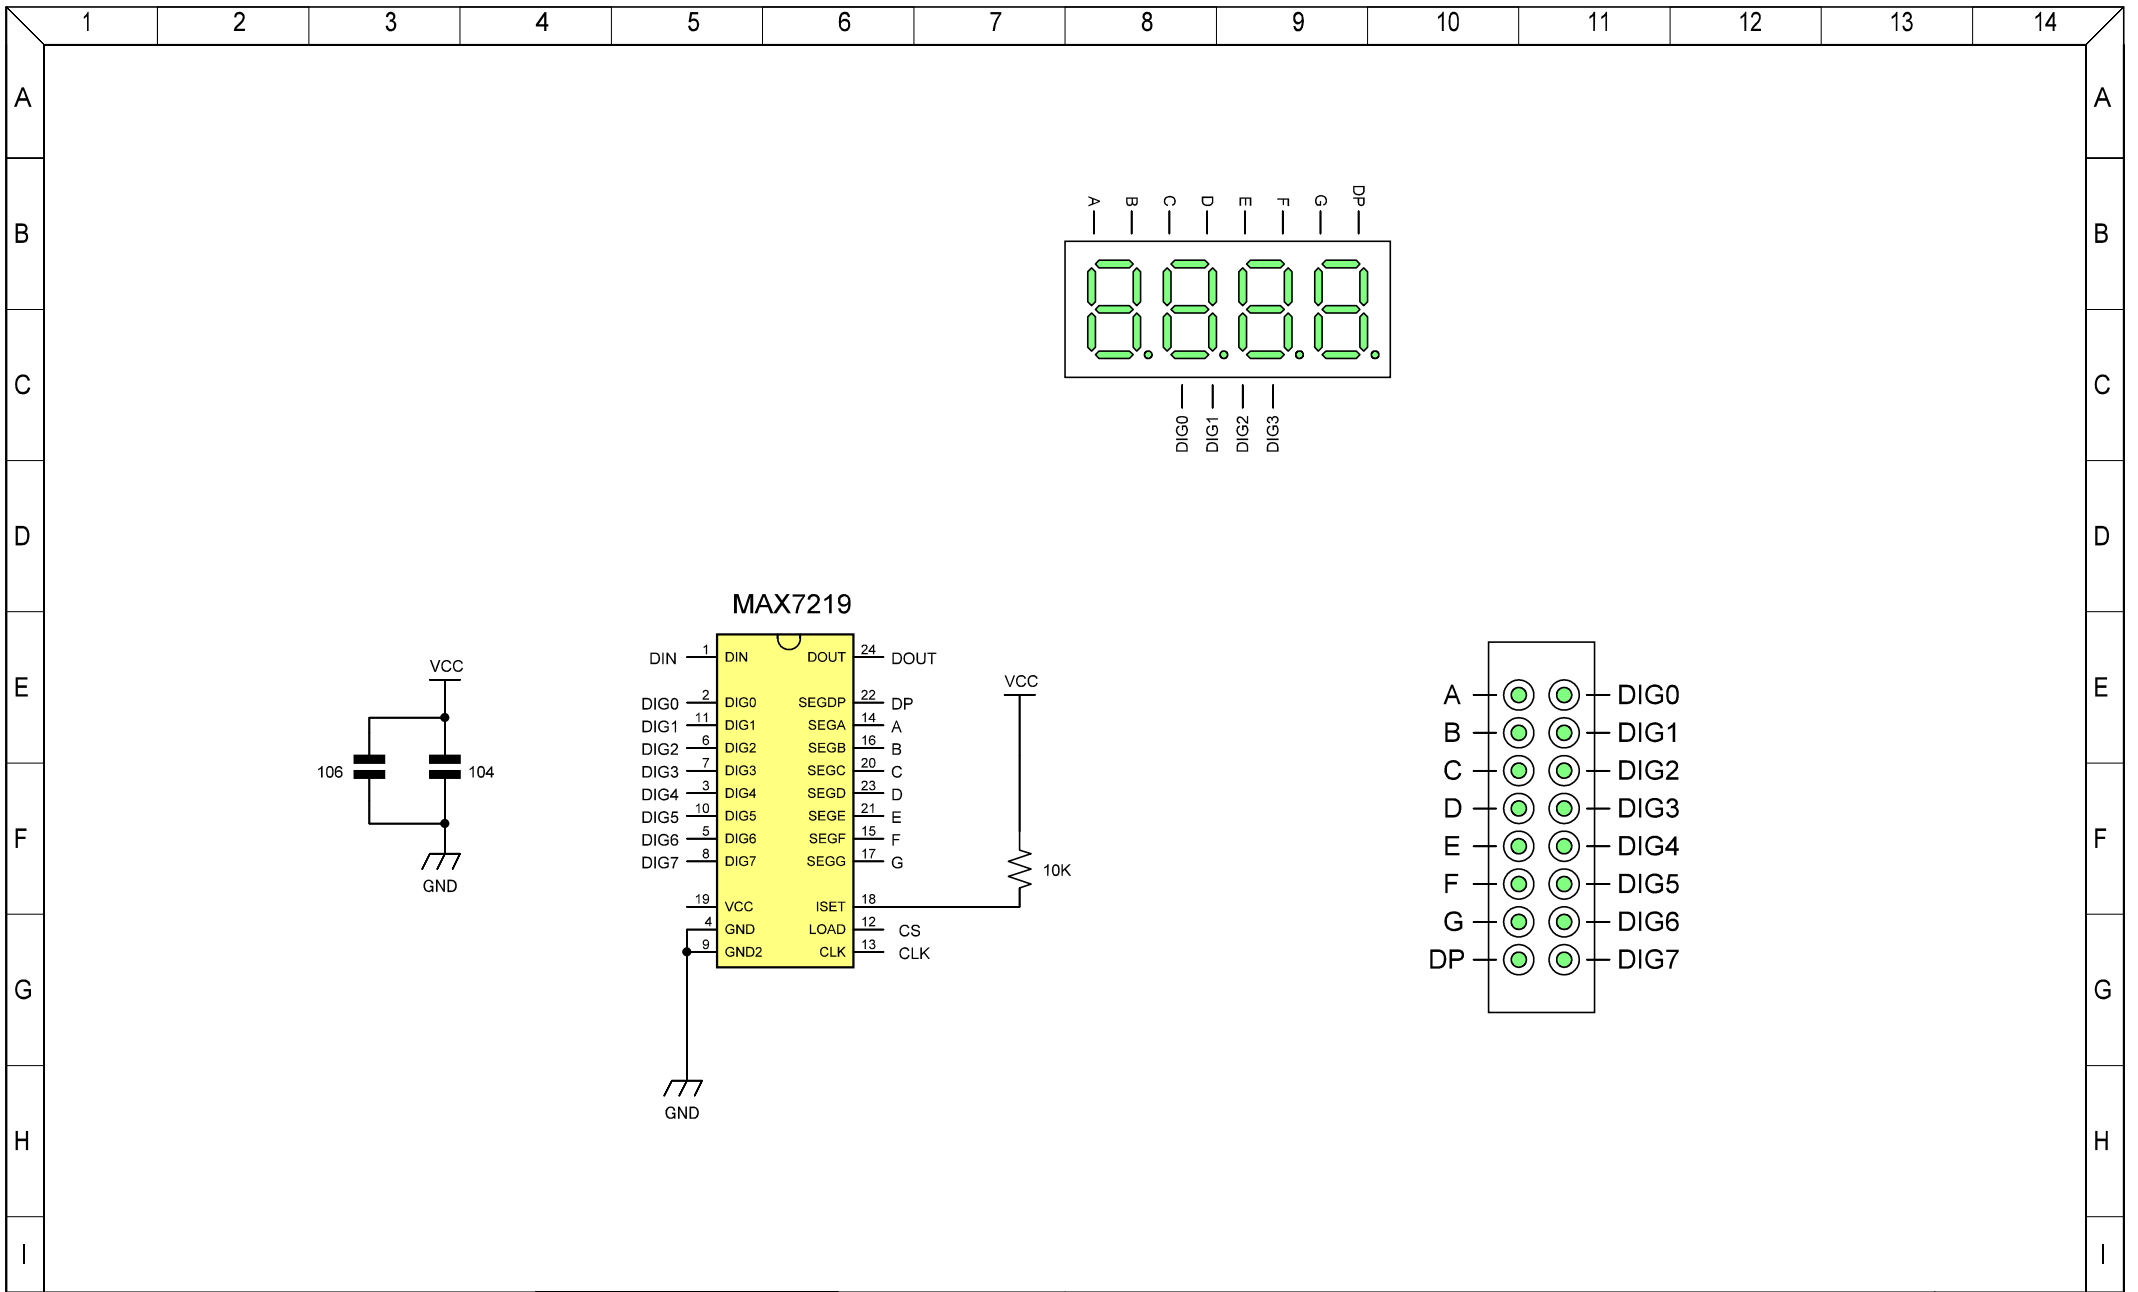 1 2 3 4 5 6 7 8 9 10 11 12 13 14
A A
B B
C C
D D
E E
F F
G G
H H
I I
A B C D E F G DP
DIG0 DIG1 DIG2 DIG3
MAX7219
DIN 1 DIN DOUT 24 DOUT
DIG0 2 DIG0 SEGDP 22 DP
DIG1 11 DIG1 SEGA 14 A
DIG2 6 DIG2 SEGB 16 B
DIG3 7 DIG3 SEGC 20 C
DIG4 3 DIG4 SEGD 23 D
DIG5 10 DIG5 SEGE 21 E
DIG6 5 DIG6 SEGF 15 F
DIG7 8 DIG7 SEGG 17 G
19 VCC ISET 18
4 GND LOAD 12 CS
9 GND2 CLK 13 CLK
GND
VCC
106 104
GND
VCC
10K
A DIG0
B DIG1
C DIG2
D DIG3
E DIG4
F DIG5
G DIG6
DP DIG7